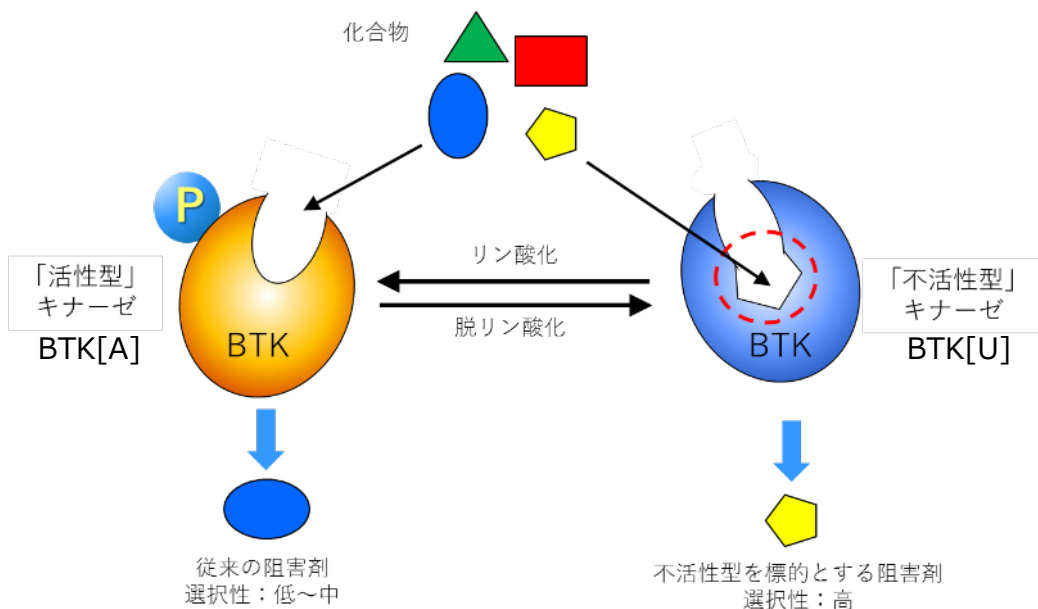 化合物
P
リン酸化
脱リン酸化
「活性型」
キナーゼ
BTK[A]
BTK
「不活性型」
キナーゼ
BTK[U]
BTK
従来の阻害剤
選択性：低～中
不活性型を標的とする阻害剤
選択性：高